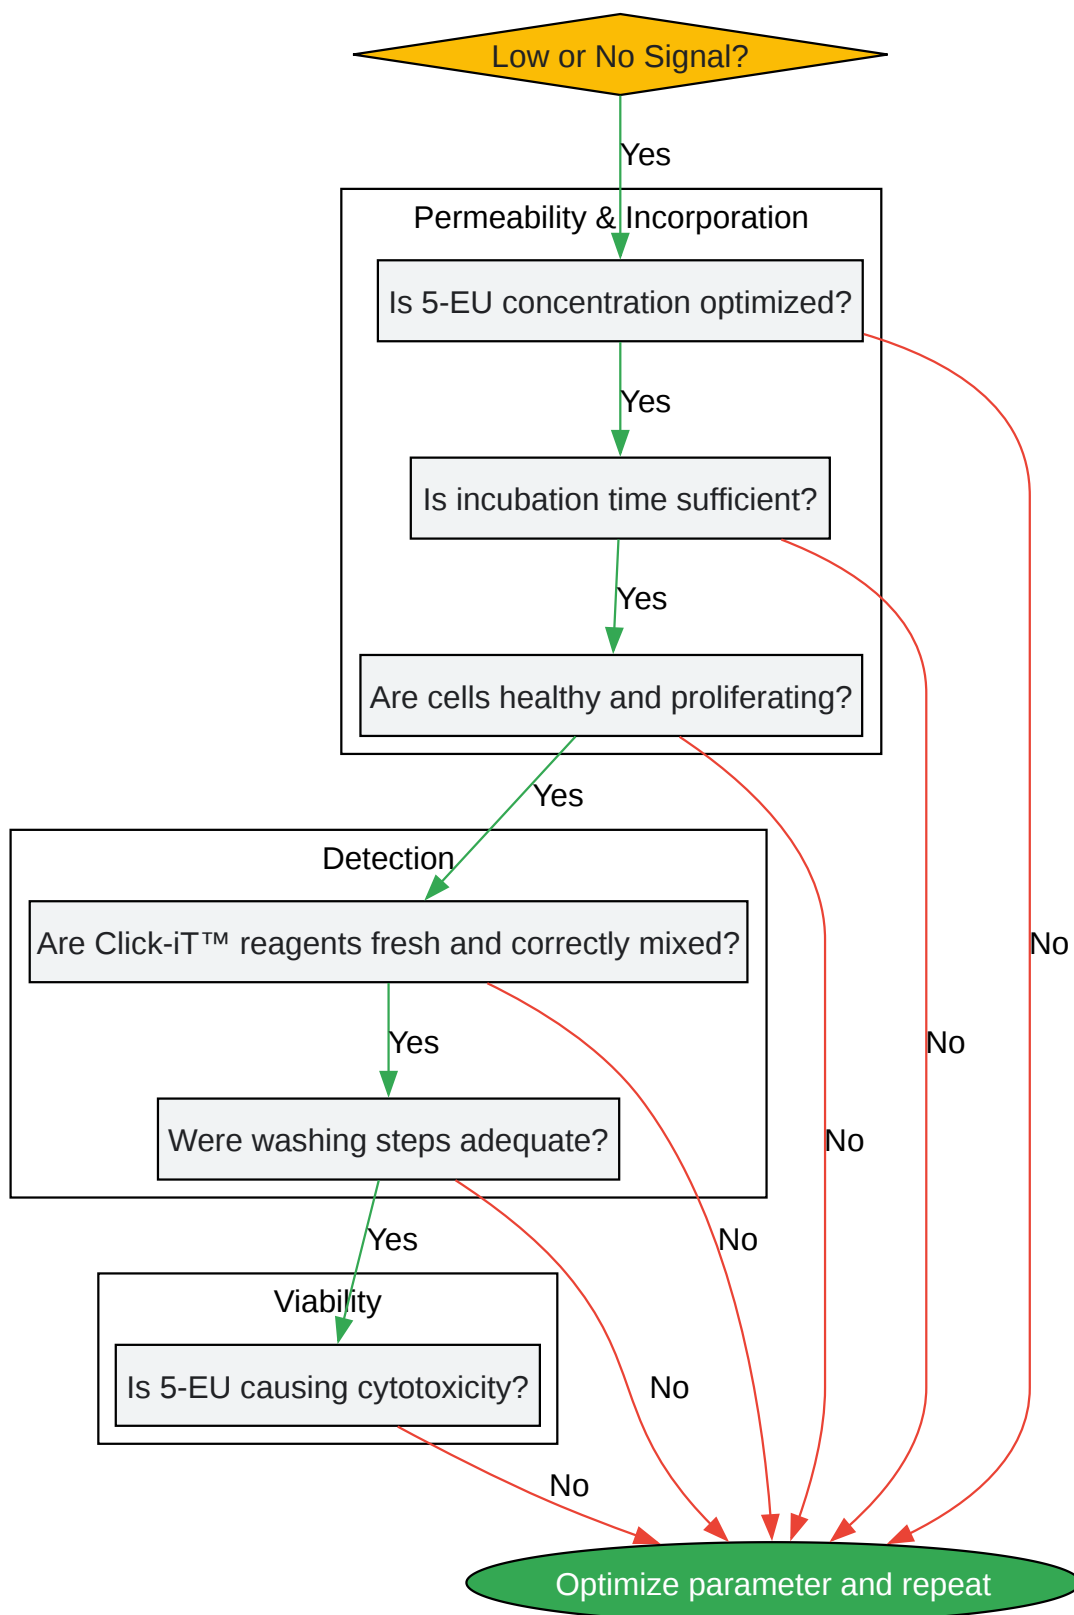 Low or No Signal?
Yes
Permeability & Incorporation
Is 5-EU concentration optimized?
Yes
Is incubation time sufficient?
Yes
Are cells healthy and proliferating?
Yes
Detection
Are Click-iT™ reagents fresh and correctly mixed?
No
Yes
No
Were washing steps adequate?
No
Yes
No
Viability
Is 5-EU causing cytotoxicity?
No
No
Optimize parameter and repeat